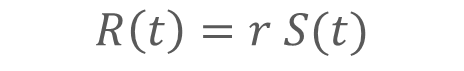 R(t) = r S(t)